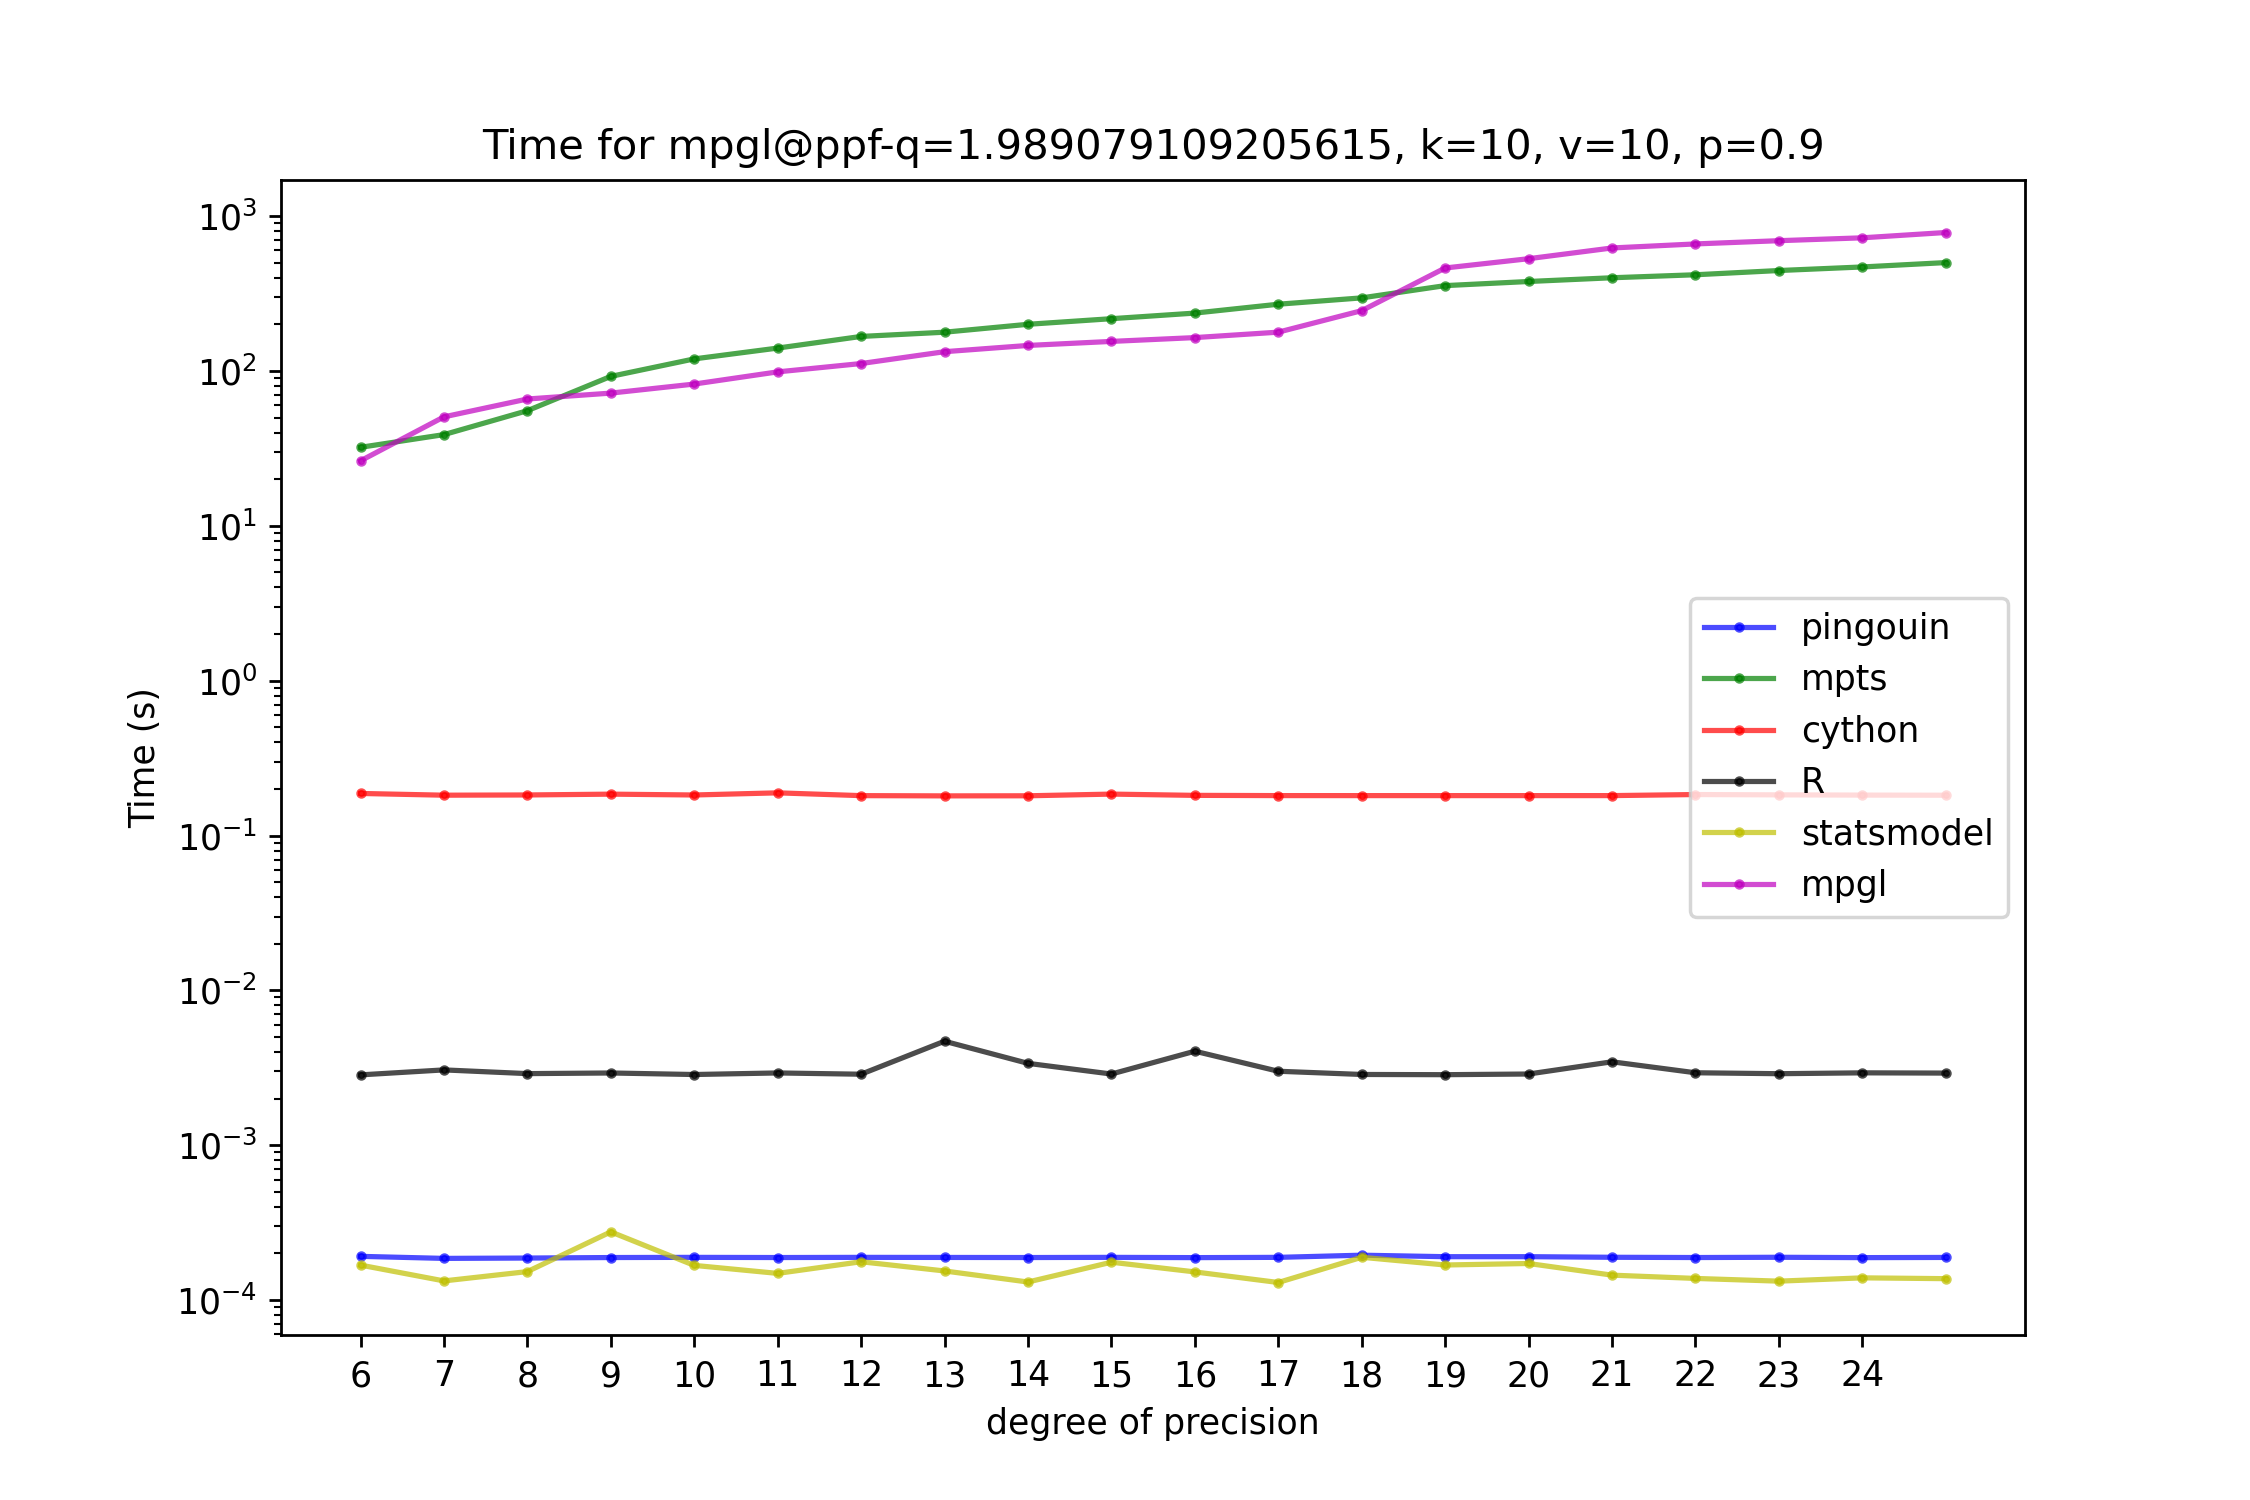 Time for mpgl@ppf-q=1.989079109205615, k=10, v=10, p=0.9
Time (s)
10³
10²
10¹
10⁰
10⁻¹
10⁻²
10⁻³
10⁻⁴
pingouin
mpts
cython
R
statsmodel
mpgl
6 7 8 9 10 11 12 13 14 15 16 17 18 19 20 21 22 23 24
degree of precision